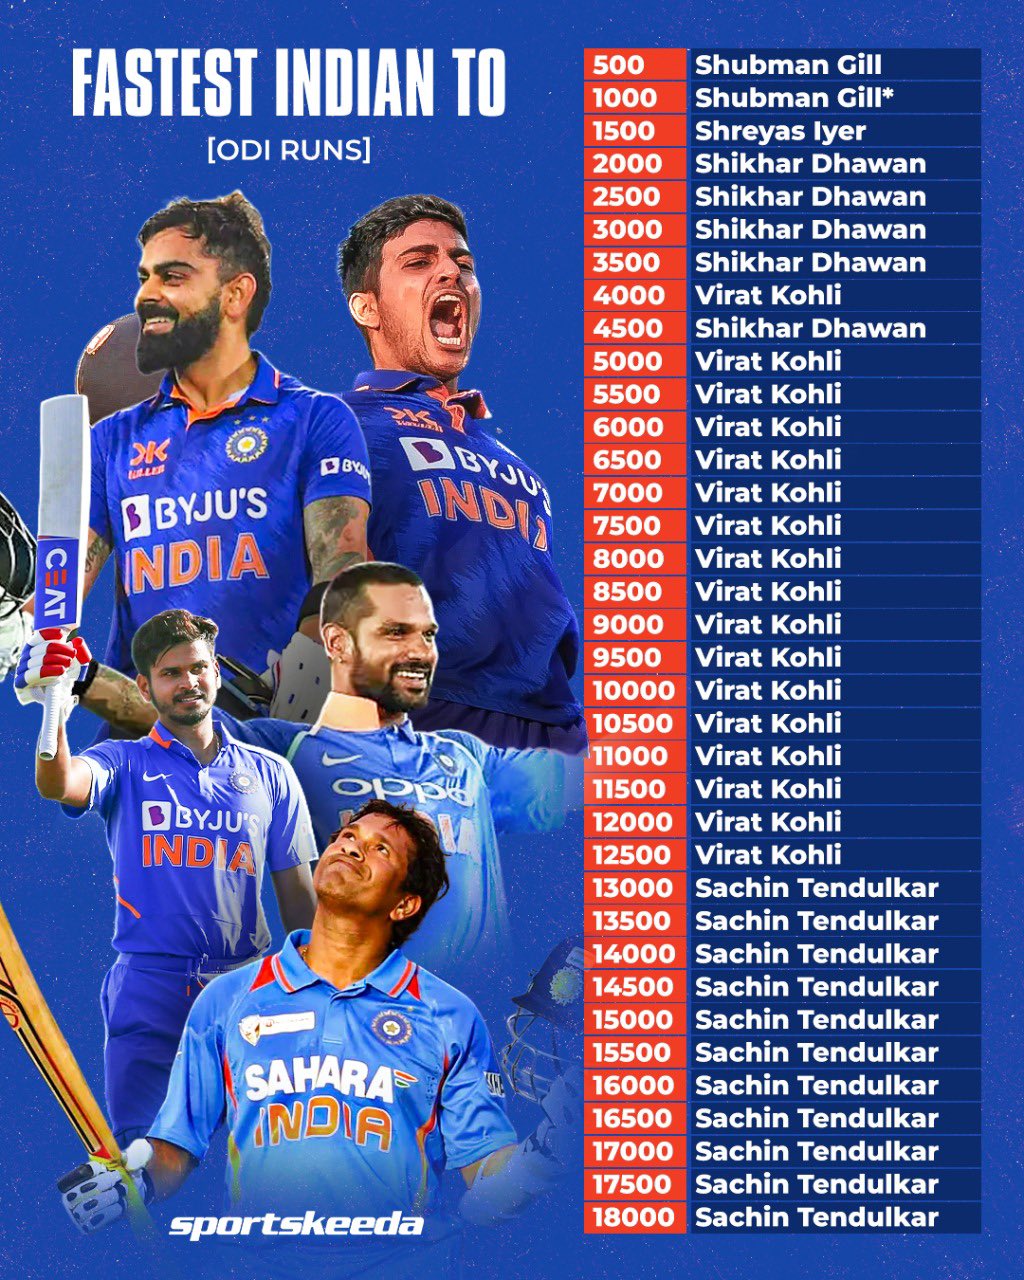 FASTEST INDIAN TO
[ODI RUNS]
500 Shubman Gill
1000 Shubman Gill*
1500 Shreyas Iyer
2000 Shikhar Dhawan
2500 Shikhar Dhawan
3000 Shikhar Dhawan
3500 Shikhar Dhawan
4000 Virat Kohli
4500 Shikhar Dhawan
5000 Virat Kohli
5500 Virat Kohli
6000 Virat Kohli
6500 Virat Kohli
7000 Virat Kohli
7500 Virat Kohli
8000 Virat Kohli
8500 Virat Kohli
9000 Virat Kohli
9500 Virat Kohli
10000 Virat Kohli
10500 Virat Kohli
11000 Virat Kohli
11500 Virat Kohli
12000 Virat Kohli
12500 Virat Kohli
13000 Sachin Tendulkar
13500 Sachin Tendulkar
14000 Sachin Tendulkar
14500 Sachin Tendulkar
15000 Sachin Tendulkar
15500 Sachin Tendulkar
16000 Sachin Tendulkar
16500 Sachin Tendulkar
17000 Sachin Tendulkar
17500 Sachin Tendulkar
18000 Sachin Tendulkar
KILLER
BYJU'S
INDIA
BYJU'S
INDIA
CEAT
oppo
BYJU'S
INDIA
SAHARA
INDIA
sportskeeda